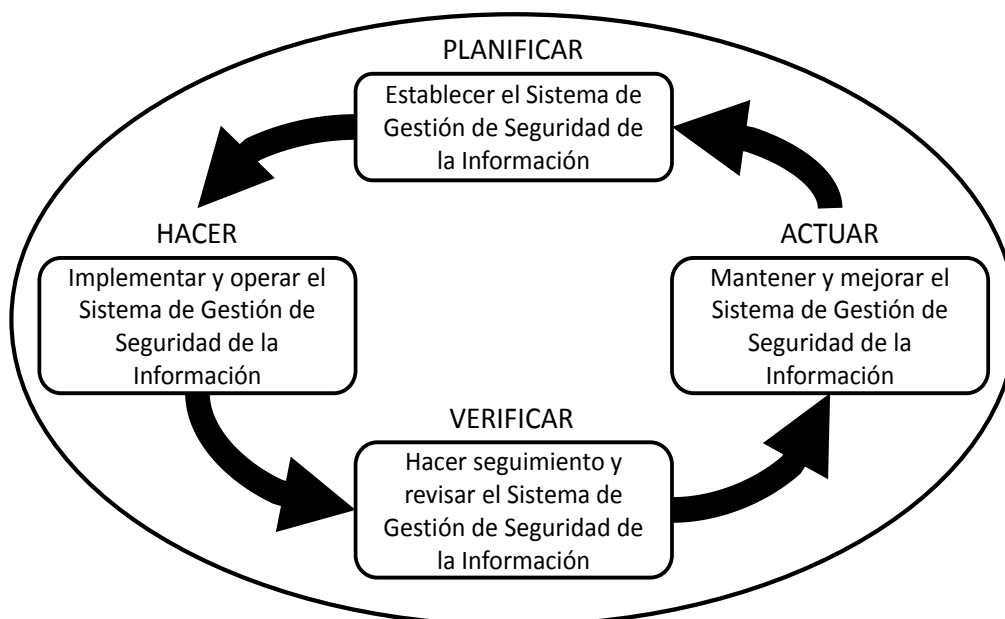 PLANIFICAR
Establecer el Sistema de
Gestión de Seguridad de
la Información
HACER
Implementar y operar el
Sistema de Gestión de
Seguridad de la
Información
ACTUAR
Mantener y mejorar el
Sistema de Gestión de
Seguridad de la
Información
VERIFICAR
Hacer seguimiento y
revisar el Sistema de
Gestión de Seguridad de
la Información